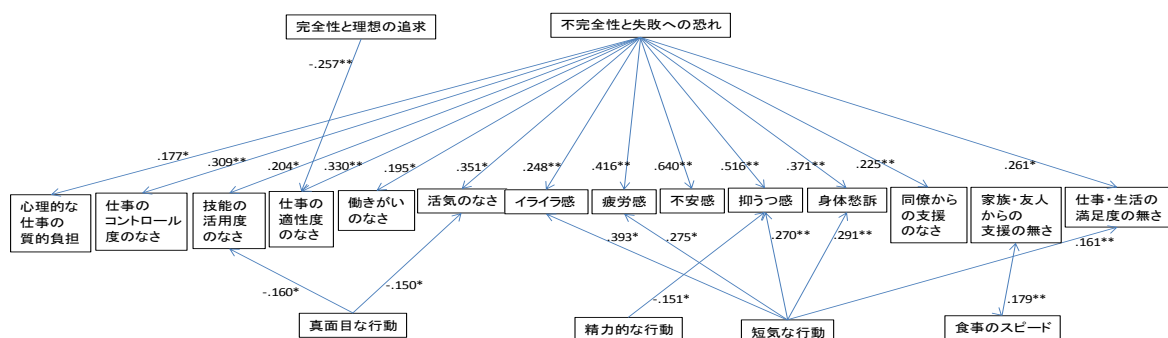 完全性と理想の追求
不完全性と失敗への恐れ
-.257**
.177*
.309**
.204*
.330**
.195*
.351*
.248**
.416**
.640**
.516**
.371**
.225**
.261*
心理的な
仕事の
質的負担
仕事の
コントロール
度のなさ
技能の
活用度
のなさ
仕事の
適性度
のなさ
働きがい
のなさ
活気のなさ
イライラ感
疲労感
不安感
抑うつ感
身体愁訴
同僚から
の支援
のなさ
家族・友人
からの
支援の無さ
仕事・生活の
満足度の無さ
.393*
.275*
.270**
.291**
.161**
-.160*
-.150*
-.151*
.179**
真面目な行動
精力的な行動
短気な行動
食事のスピード